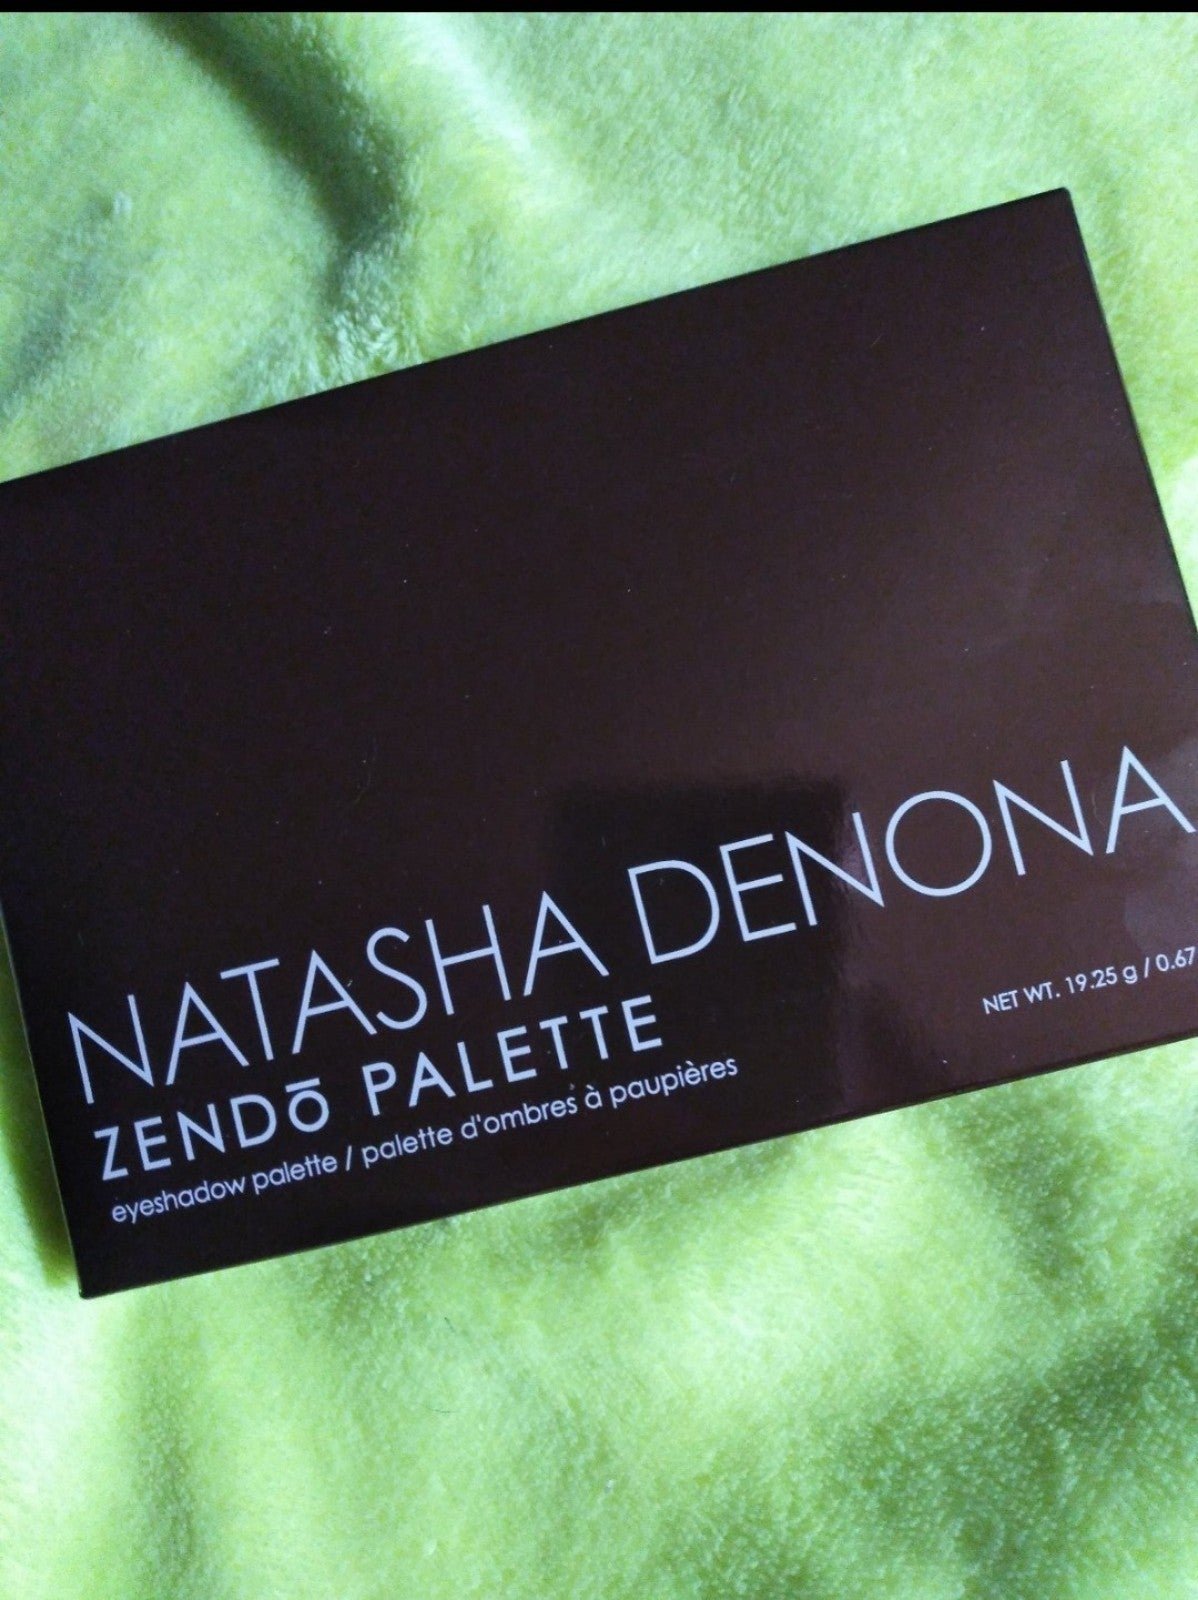 NATASHA DENONA
ZENDō PALETTE
eyeshadow palette / palette d'ombres à paupières
NET WT. 19.25 g / 0.67